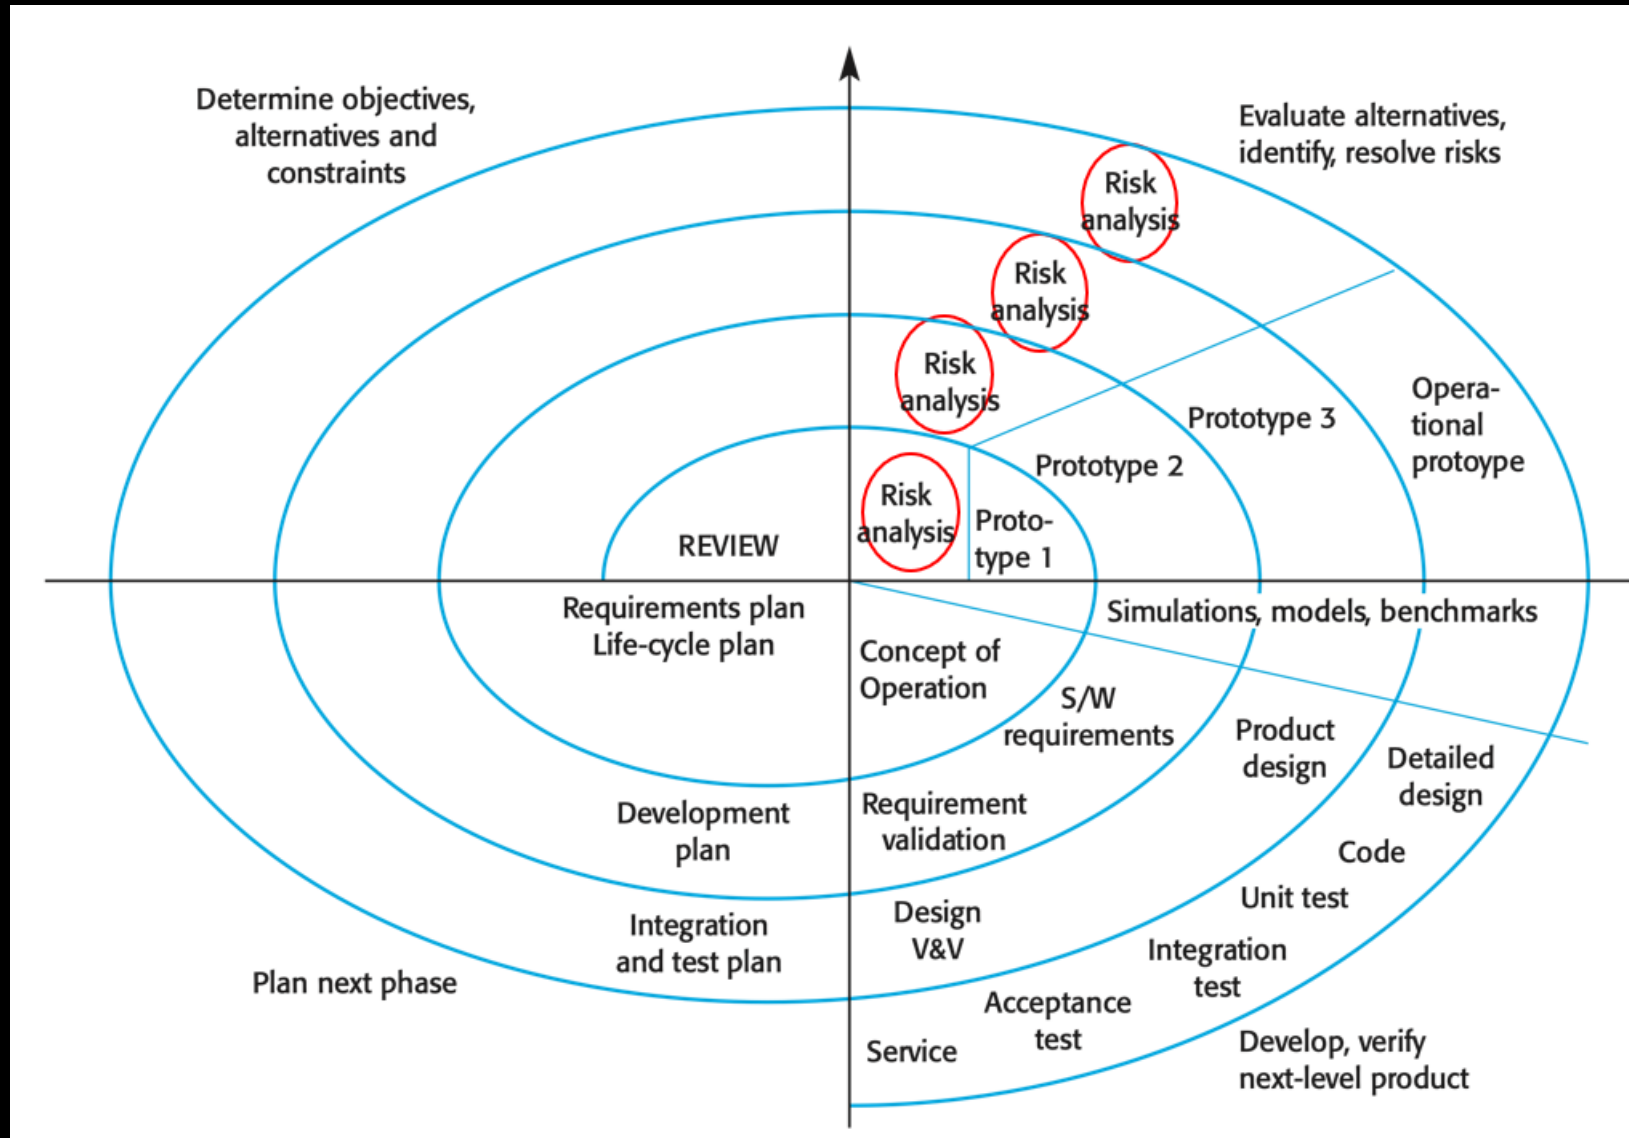 Determine objectives,
alternatives and
constraints
Evaluate alternatives,
identify, resolve risks
Risk
analysis
Risk
analysis
Risk
analysis
Risk
analysis
Opera-
tional
protoype
Prototype 3
Prototype 2
Proto-
type 1
REVIEW
Requirements plan
Life-cycle plan
Simulations, models, benchmarks
Concept of
Operation
S/W
requirements
Product
design
Detailed
design
Development
plan
Requirement
validation
Code
Unit test
Integration
and test plan
Design
V&V
Integration
test
Plan next phase
Acceptance
test
Service
Develop, verify
next-level product